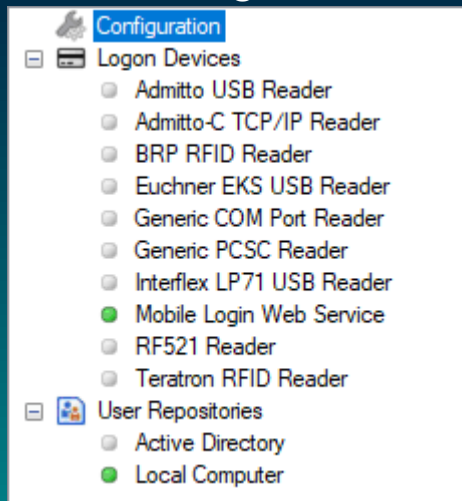 Configuration
Logon Devices
Admitto USB Reader
Admitto-C TCP/IP Reader
BRP RFID Reader
Euchner EKS USB Reader
Generic COM Port Reader
Generic PCSC Reader
Interflex LP71 USB Reader
Mobile Login Web Service
RF521 Reader
Teratron RFID Reader
User Repositories
Active Directory
Local Computer